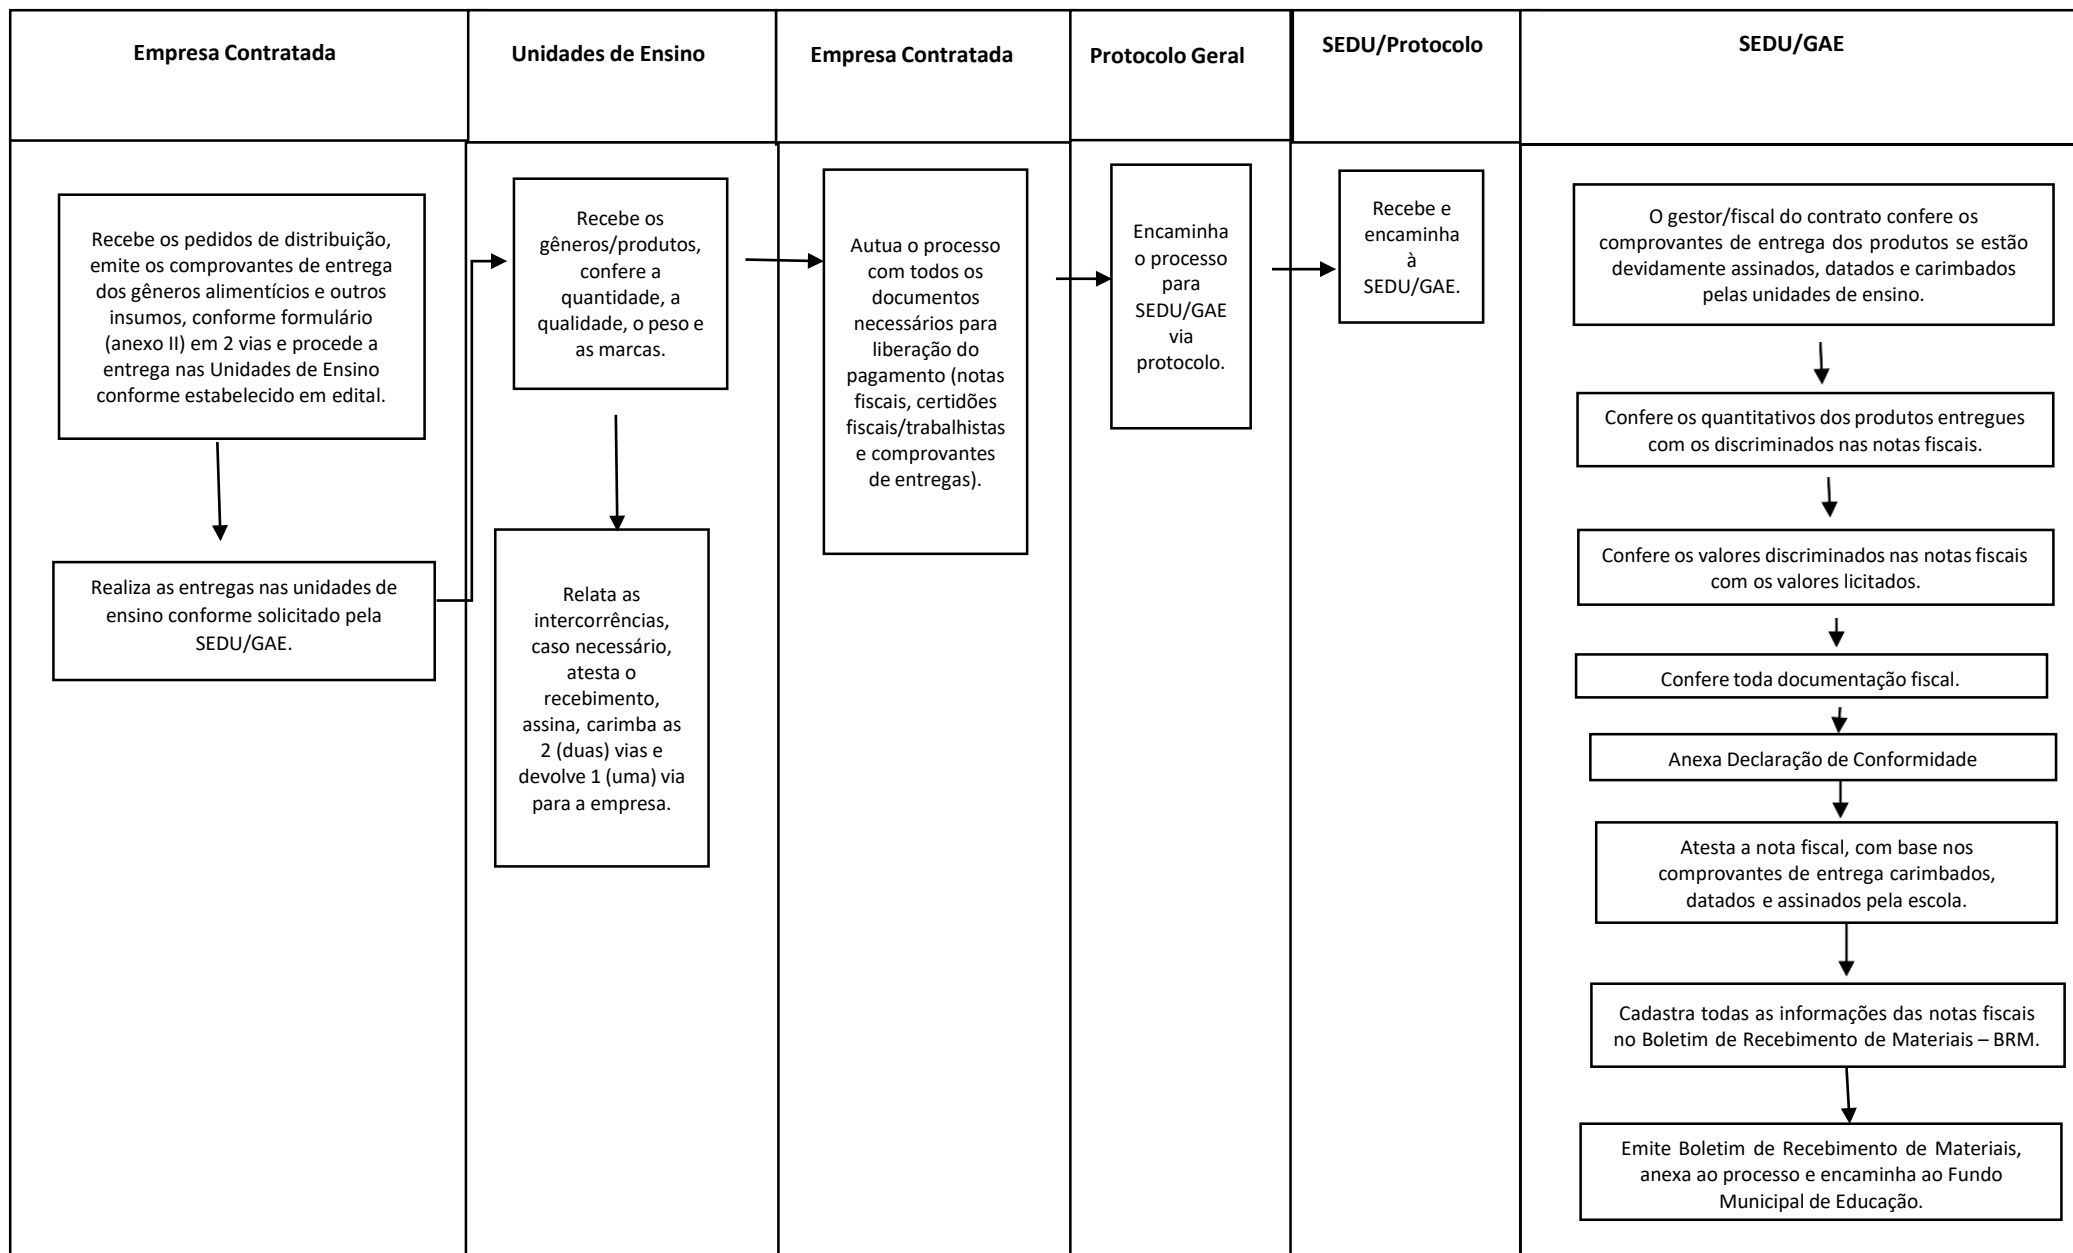 Empresa Contratada
Unidades de Ensino
Empresa Contratada
Protocolo Geral
SEDU/Protocolo
SEDU/GAE
Recebe os pedidos de distribuição,
emite os comprovantes de entrega
dos gêneros alimentícios e outros
insumos, conforme formulário
(anexo II) em 2 vias e procede a
entrega nas Unidades de Ensino
conforme estabelecido em edital.
Realiza as entregas nas unidades de
ensino conforme solicitado pela
SEDU/GAE.
Recebe os
gêneros/produtos,
confere a
quantidade, a
qualidade, o peso e
as marcas.
Relata as
intercorrências,
caso necessário,
atesta o
recebimento,
assina, carimba as
2 (duas) vias e
devolve 1 (uma) via
para a empresa.
Autua o processo
com todos os
documentos
necessários para
liberação do
pagamento (notas
fiscais, certidões
fiscais/trabalhistas
e comprovantes
de entregas).
Encaminha
o processo
para
SEDU/GAE
via
protocolo.
Recebe e
encaminha
à
SEDU/GAE.
O gestor/fiscal do contrato confere os
comprovantes de entrega dos produtos se estão
devidamente assinados, datados e carimbados
pelas unidades de ensino.
Confere os quantitativos dos produtos entregues
com os discriminados nas notas fiscais.
Confere os valores discriminados nas notas fiscais
com os valores licitados.
Confere toda documentação fiscal.
Anexa Declaração de Conformidade
Atesta a nota fiscal, com base nos
comprovantes de entrega carimbados,
datados e assinados pela escola.
Cadastra todas as informações das notas fiscais
no Boletim de Recebimento de Materiais – BRM.
Emite Boletim de Recebimento de Materiais,
anexa ao processo e encaminha ao Fundo
Municipal de Educação.